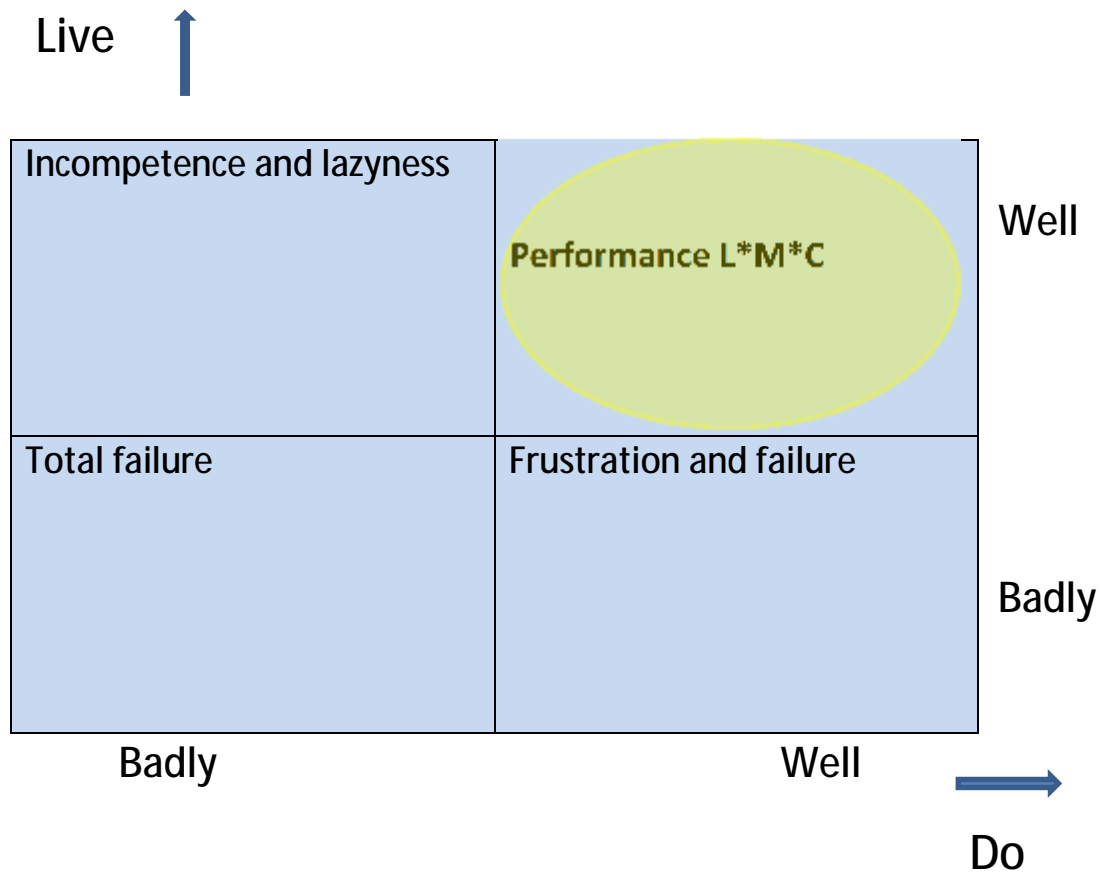 Live
Incompetence and lazyness
Performance L*M*C
Well
Total failure
Frustration and failure
Badly
Badly
Well
Do